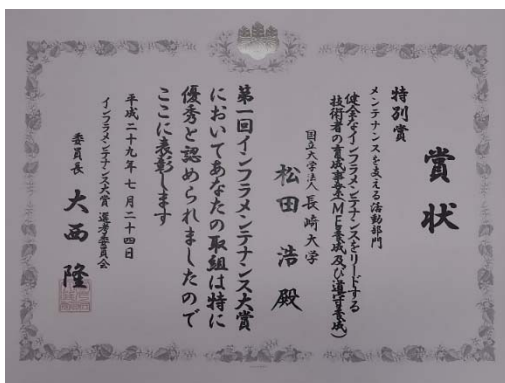 賞状
特別賞
メンテナンスを支える活動部門
健全なインフラメンテナンスをリードする
技術者の育成事業(ME養成及び道守養成)
国立大学法人 長崎大学
松田 浩 殿
第一回インフラメンテナンス大賞
においてあなたの取組は特に
優秀と認められましたので
ここに表彰します
平成二十九年七月二十四日
インフラメンテナンス大賞 選考委員会
委員長 大西 隆